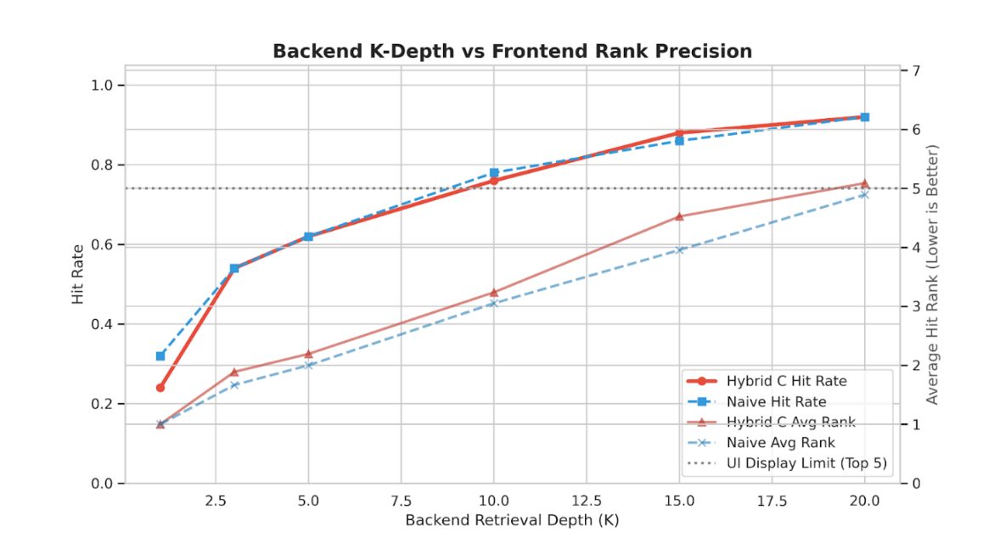 Backend K-Depth vs Frontend Rank Precision
Hit Rate
1.0
0.8
0.6
0.4
0.2
0.0
7
6
5
4
3
2
1
0
Average Hit Rank (Lower is Better)
Hybrid C Hit Rate
Naive Hit Rate
Hybrid C Avg Rank
Naive Avg Rank
UI Display Limit (Top 5)
2.5 5.0 7.5 10.0 12.5 15.0 17.5 20.0
Backend Retrieval Depth (K)